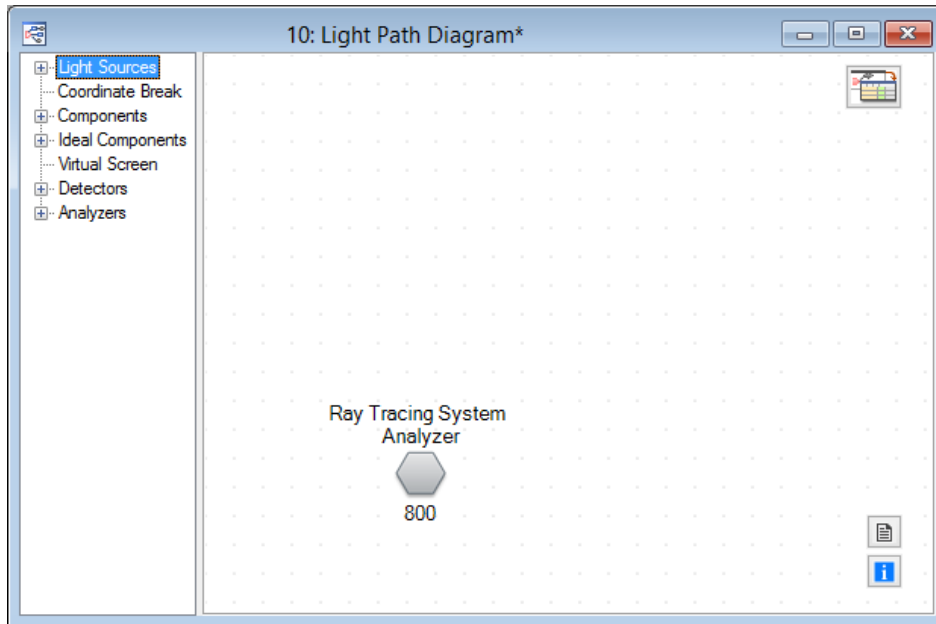 10: Light Path Diagram*
Light Sources
Coordinate Break
Components
Ideal Components
Virtual Screen
Detectors
Analyzers
Ray Tracing System
Analyzer
800